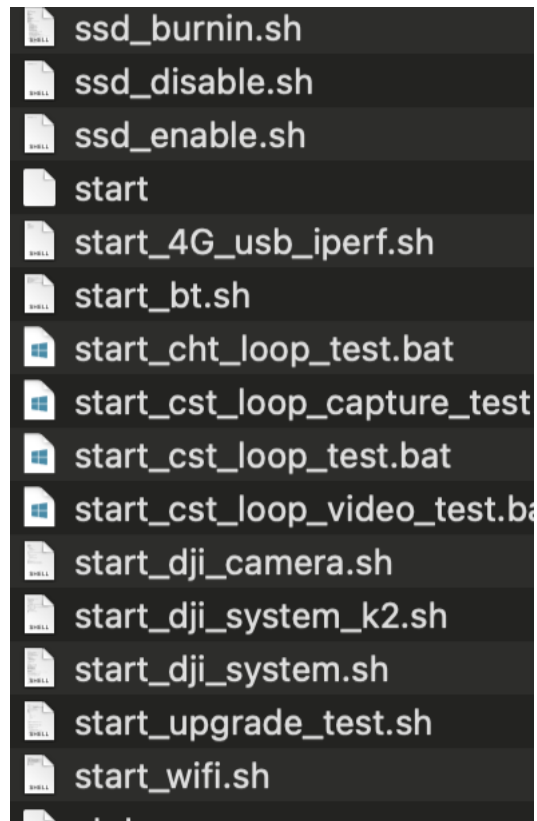 ssd_burnin.sh
ssd_disable.sh
ssd_enable.sh
start
start_4G_usb_iperf.sh
start_bt.sh
start_cht_loop_test.bat
start_cst_loop_capture_test
start_cst_loop_test.bat
start_cst_loop_video_test.ba
start_dji_camera.sh
start_dji_system_k2.sh
start_dji_system.sh
start_upgrade_test.sh
start_wifi.sh